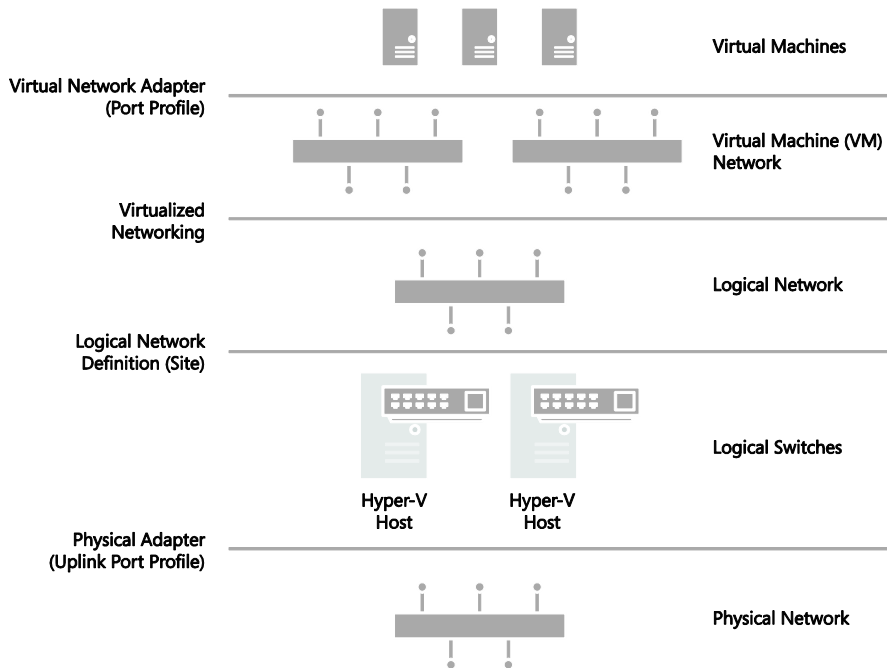 Virtual Machines
Virtual Network Adapter
(Port Profile)
Virtual Machine (VM)
Network
Virtualized
Networking
Logical Network
Logical Network
Definition (Site)
Logical Switches
Hyper-V
Host
Hyper-V
Host
Physical Adapter
(Uplink Port Profile)
Physical Network